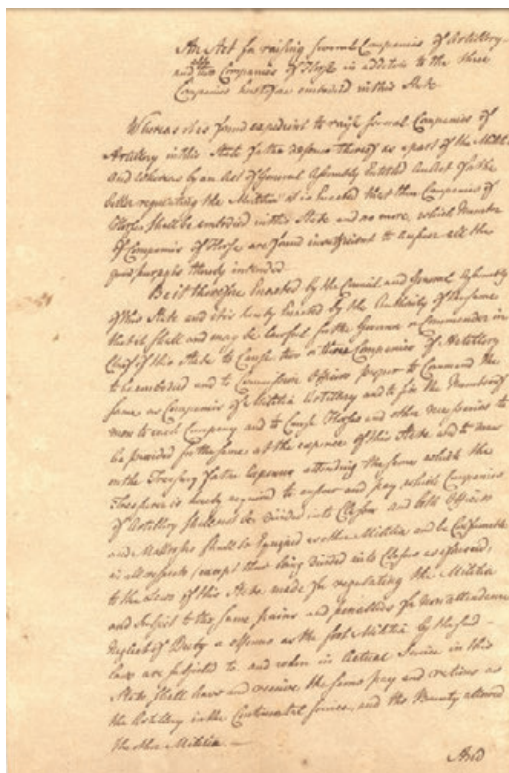 An Act for raising several Companies of Artillery
and two Companies of Horse in addition to the three
Companies heretofore embodied within this State
Whereas it is found expedient to raise several Companies of
Artillery within this State for the defence thereof as a part of the Militia
And whereas by an Act of General Assembly Entitled An Act for the
better regulating the Militia it is Enacted that three Companies of
Horse shall be embodied in this State and no more, which Number
of Companies of Horse are found insufficient to answer all the
good purposes thereby intended
Be it therefore Enacted by the Council and General Assembly
of this State and it is hereby Enacted by the Authority of the same
that it shall and may be lawful for the Governor or Commander in
Chief of this State to Cause two or three Companies of Artillery
to be embodied and to Commission Officers proper to Command the
same as Companies of Militia Artillery and to fix the Number of
men to each Company and to Cause Horses and other necessaries to
be provided for the same at the expence of this State and to draw
on the Treasury for the expences attending the same which the
Treasurer is hereby required to answer and pay which Companies
of Artillery shall not be divided into Classes and both Officers
and Matrosses shall be Equipped as other Militia and be conformable
in all respects (except their being divided into Classes as aforesaid)
to the Laws of this State made for regulating the Militia
and subject to the same pains and penalties for non attendance
neglect of Duty or offences as the foot Militia by the said
Laws are subjected to and when in Actual Service in this
State shall draw and receive the same pay and rations as
the Artillery in the Continental Service, and the Bounty allowed
the other Militia.
And